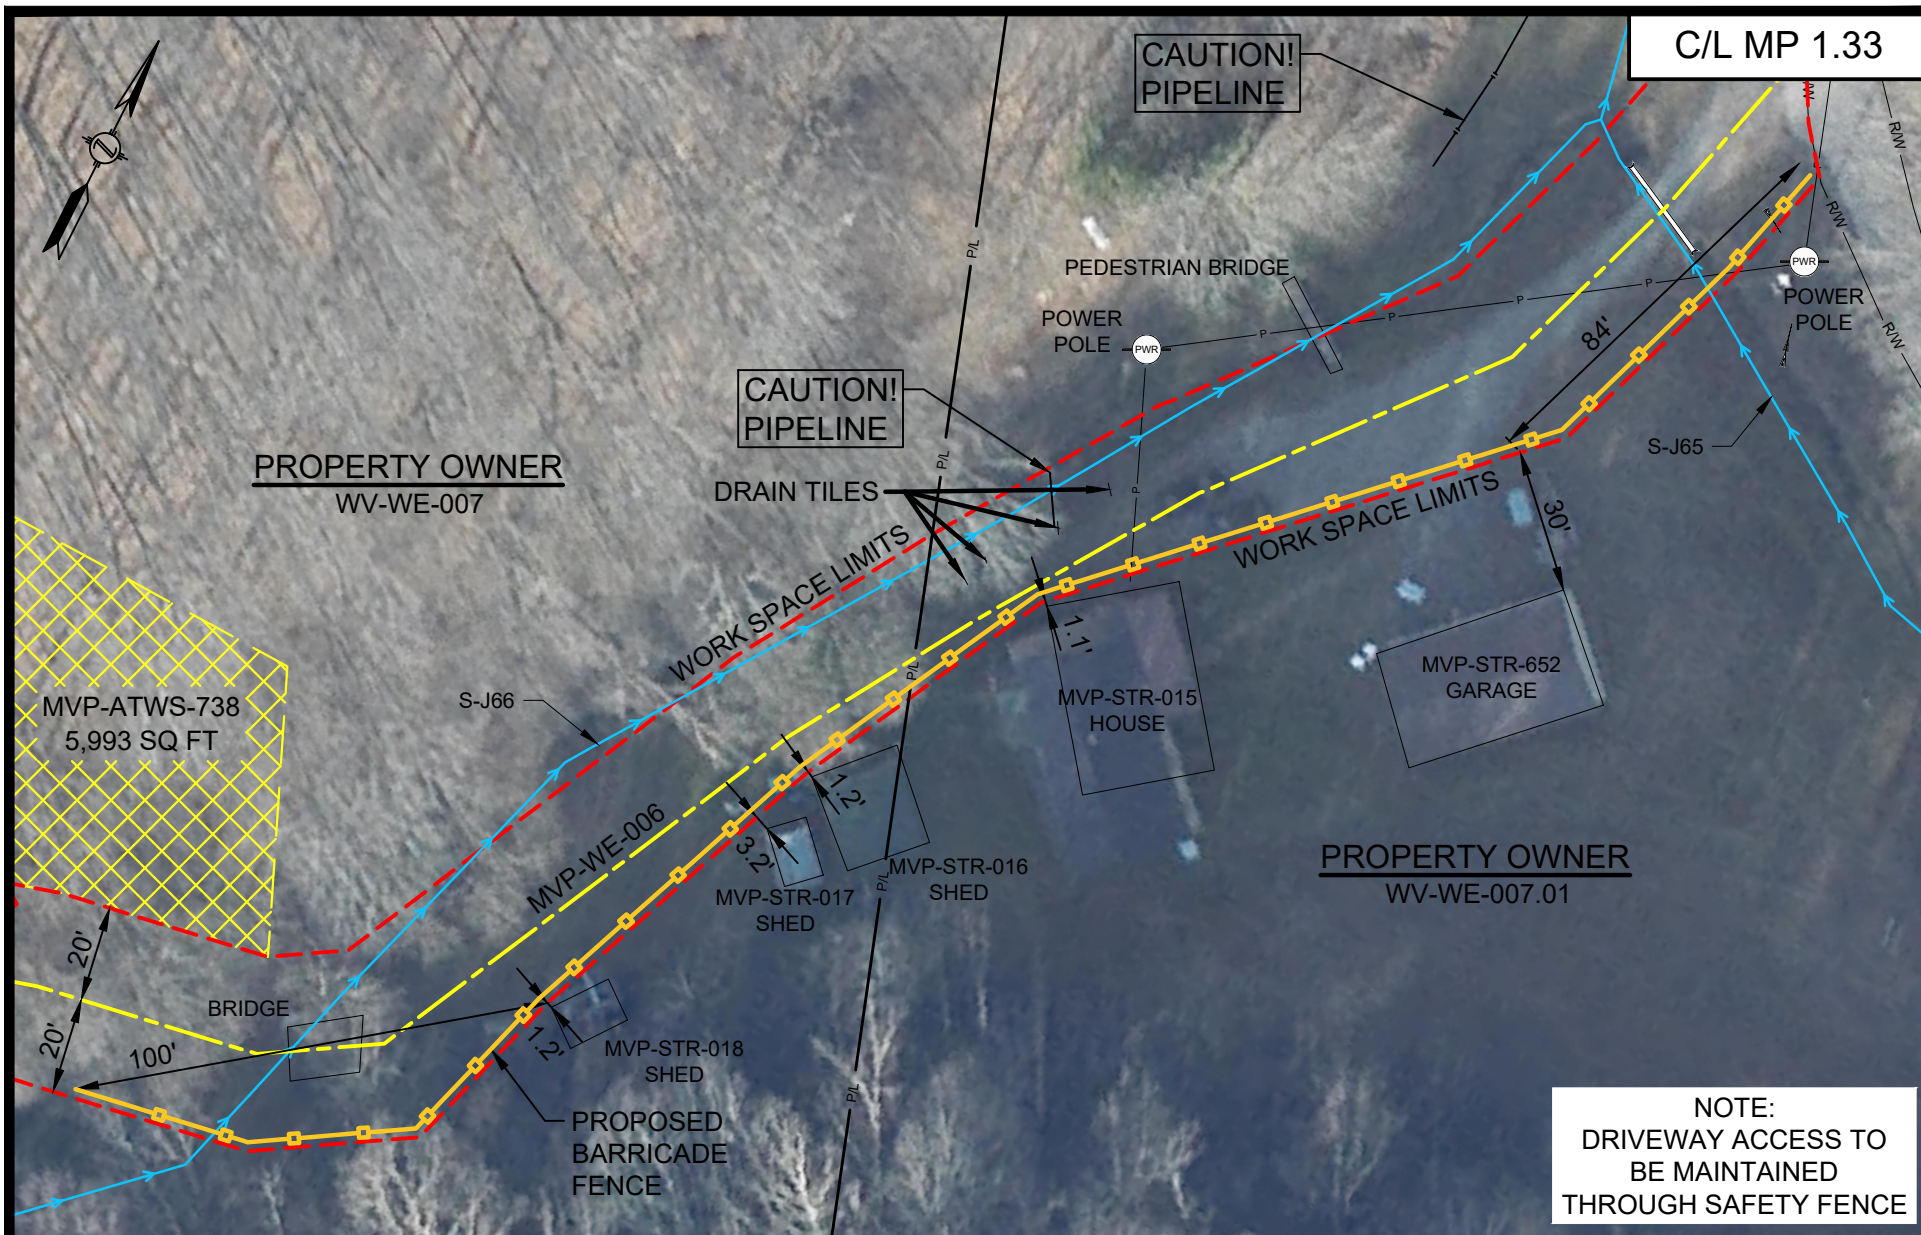 C/L MP 1.33
CAUTION!
PIPELINE
R/W
R/W
R/W
R/W
P/L
PEDESTRIAN BRIDGE
POWER
POLE
PWR
P
P
P
PWR
POWER
POLE
84'
CAUTION!
PIPELINE
S-J65
P/L
PROPERTY OWNER
WV-WE-007
DRAIN TILES
P
WORK SPACE LIMITS
30'
WORK SPACE LIMITS
1.1'
P/L
MVP-STR-652
GARAGE
MVP-STR-015
HOUSE
S-J66
MVP-ATWS-738
5,993 SQ FT
1.2'
MVP-WE-006
3.2'
MVP-STR-016
SHED
P/L
MVP-STR-017
SHED
PROPERTY OWNER
WV-WE-007.01
20'
BRIDGE
20'
100'
1.2'
MVP-STR-018
SHED
P/L
PROPOSED
BARRICADE
FENCE
NOTE:
DRIVEWAY ACCESS TO
BE MAINTAINED
THROUGH SAFETY FENCE